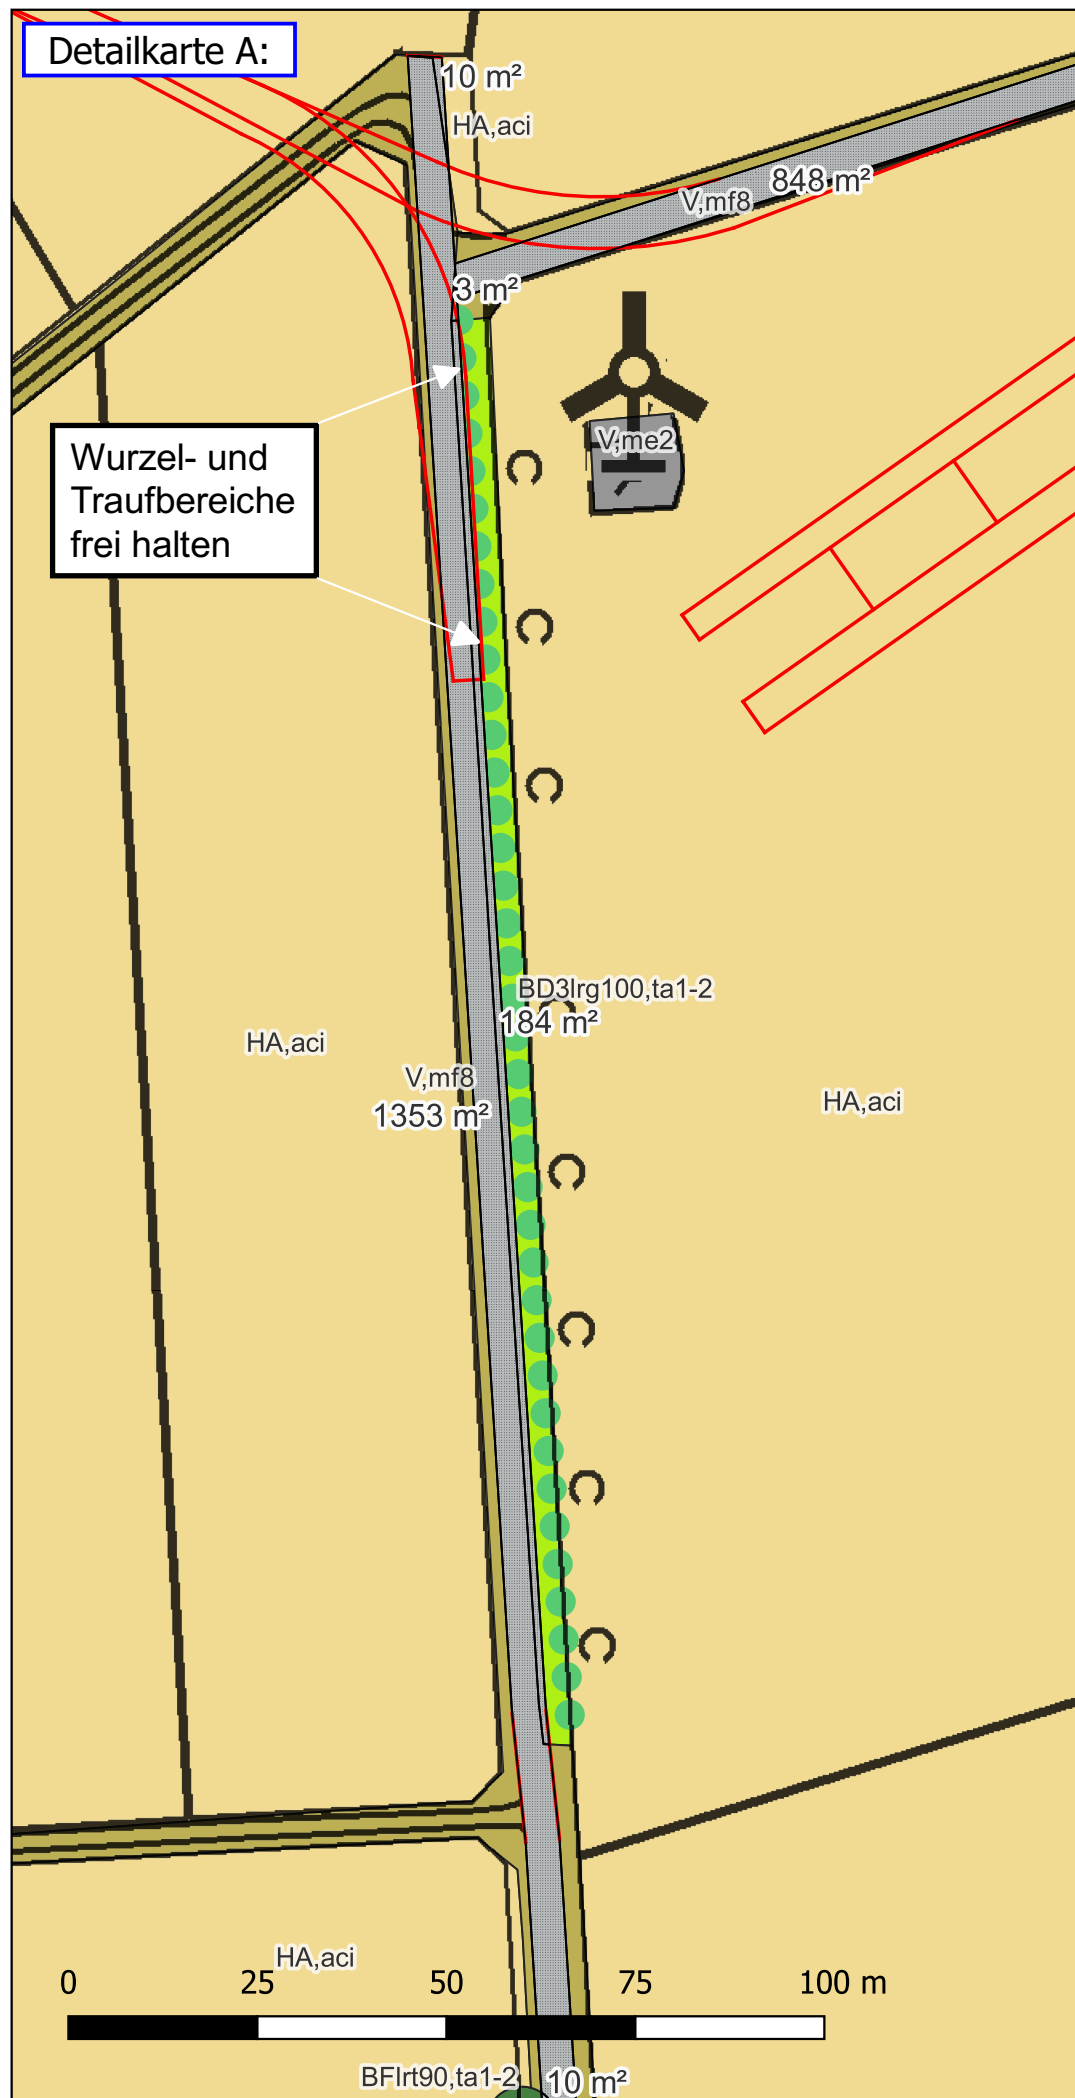 Detailkarte A:
10 m²
HA,aci
848 m²
V,mf8
3 m²
V,me2
Wurzel- und
Traufbereiche
frei halten
BD3lrg100,ta1-2
184 m²
HA,aci
V,mf8
1353 m²
HA,aci
HA,aci
0 25 50 75 100 m
BFlrt90,ta1-2
10 m²